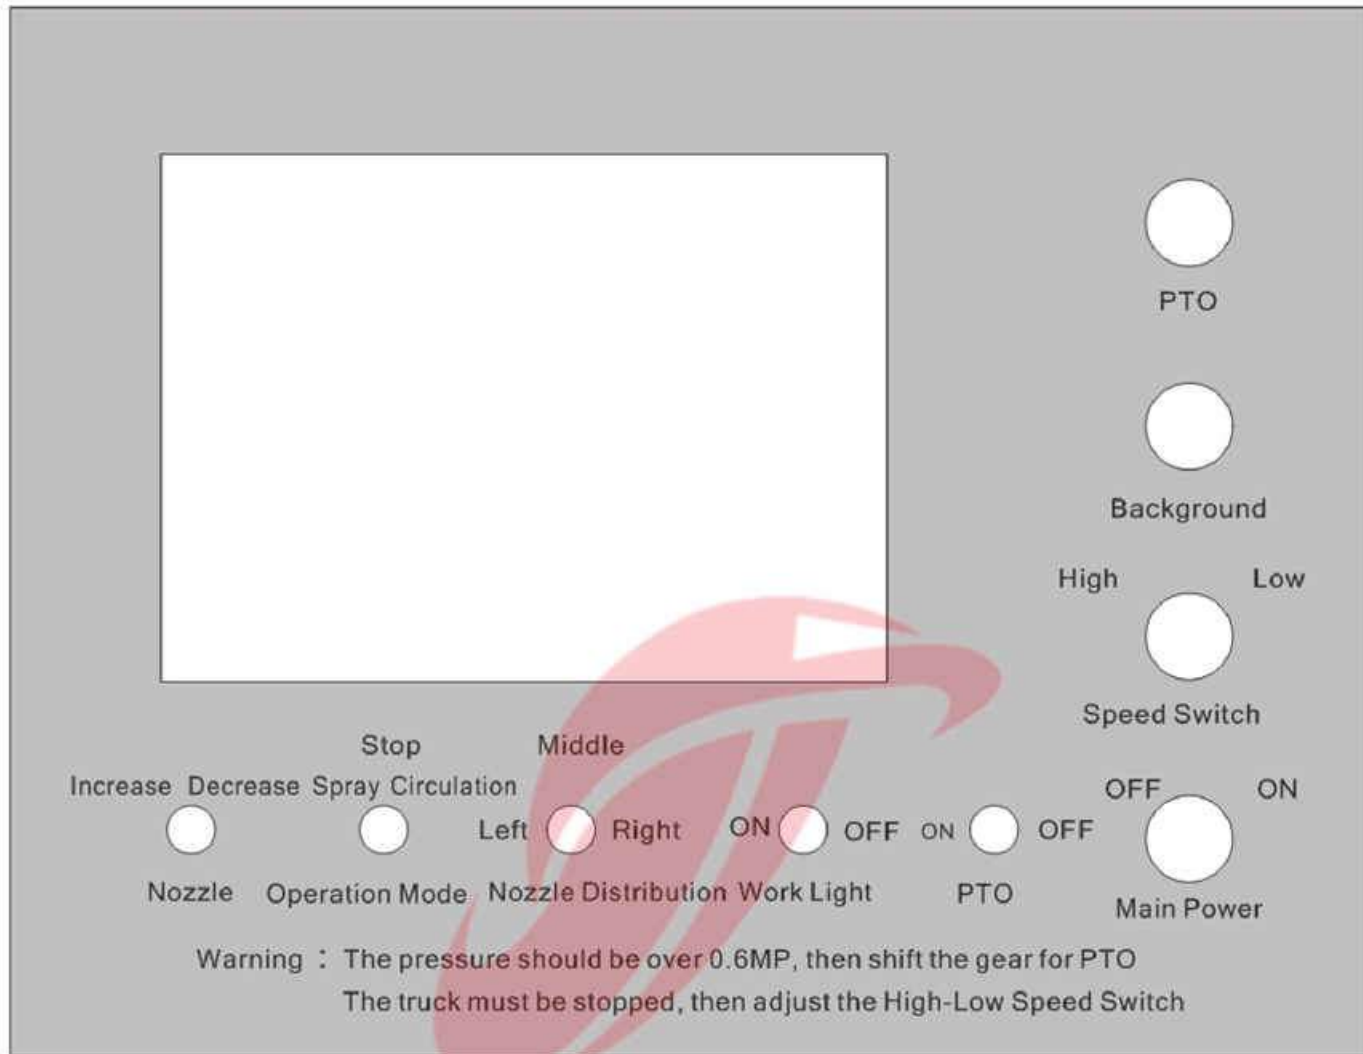 PTO
Background
High Low
Speed Switch
Stop Middle
Increase Decrease Spray Circulation
OFF ON
Left Right ON OFF ON OFF
Nozzle Operation Mode Nozzle Distribution Work Light PTO
Main Power
Warning : The pressure should be over 0.6MP, then shift the gear for PTO
The truck must be stopped, then adjust the High-Low Speed Switch